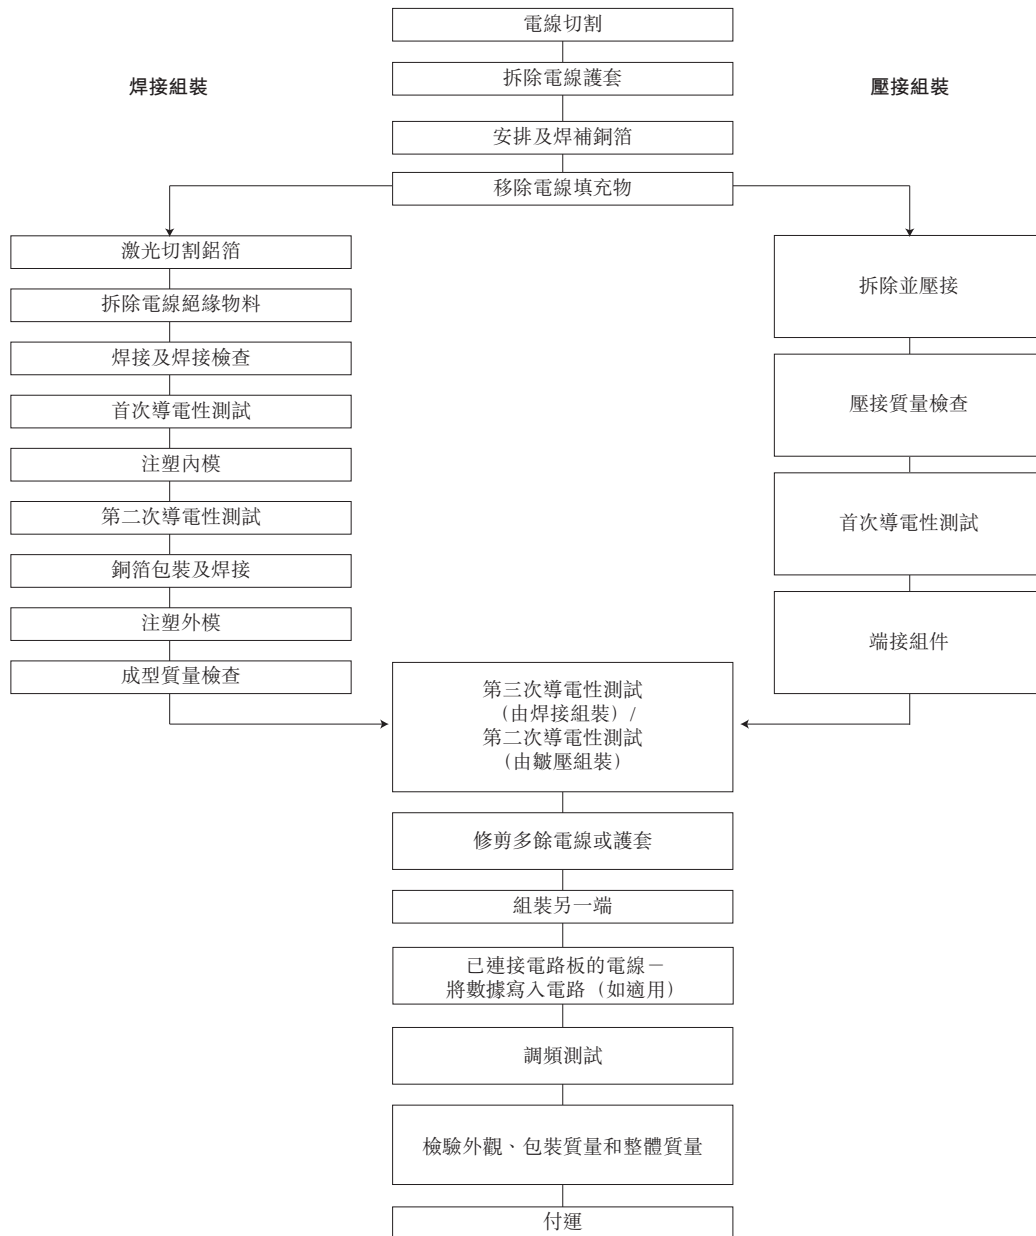 電線切割
焊接組裝
拆除電線護套
壓接組裝
安排及焊補銅箔
移除電線填充物
激光切割鋁箔
拆除電線絕緣物料
焊接及焊接檢查
首次導電性測試
注塑內模
第二次導電性測試
銅箔包裝及焊接
注塑外模
成型質量檢查
拆除並壓接
壓接質量檢查
首次導電性測試
端接組件
第三次導電性測試
（由焊接組裝）/
第二次導電性測試
（由皺壓組裝）
修剪多餘電線或護套
組裝另一端
已連接電路板的電線－
將數據寫入電路（如適用）
調頻測試
檢驗外觀、包裝質量和整體質量
付運